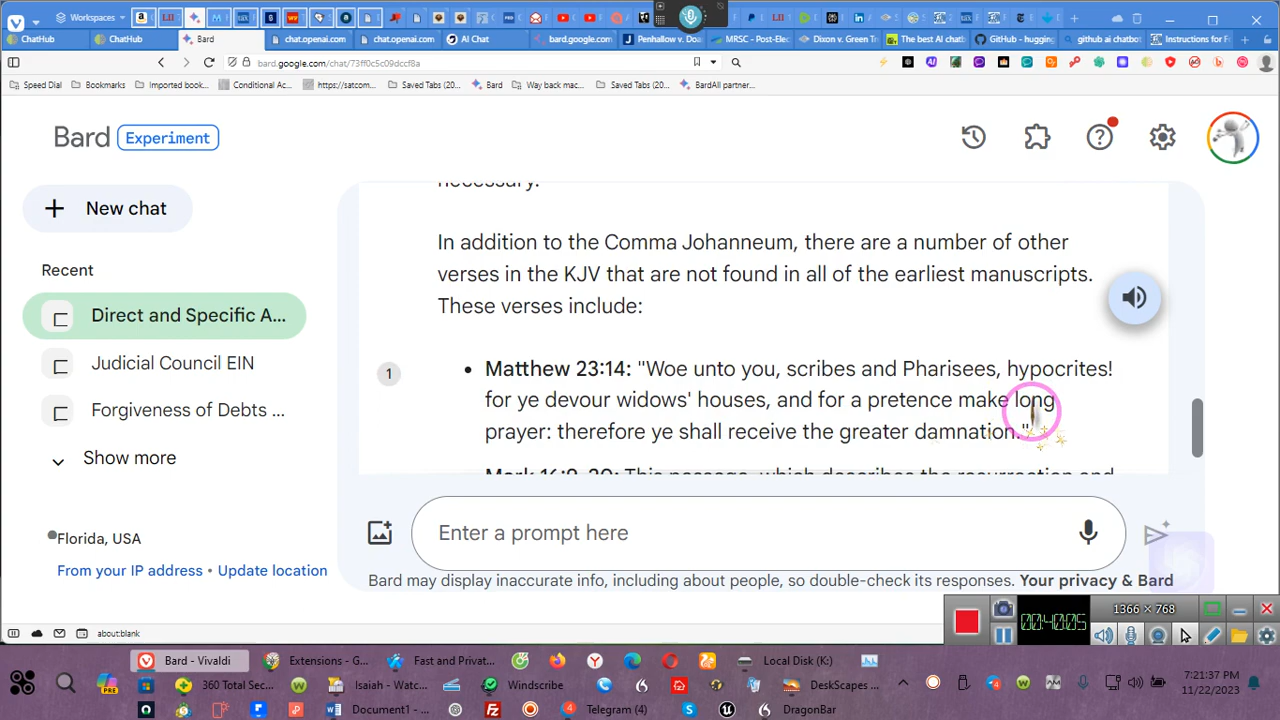 Workspaces
ChatHub
ChatHub
Bard
chat.openai.com
chat.openai.com
AI Chat
bard.google.com
Penhallow v. Doa
MRSC - Post-Elec
Dixon v. Green Tr
The best AI chatb
GitHub - hugging
github ai chatbot
Instructions for F
bard.google.com/chat/73ff0c5c09dccf8a
Speed Dial
Bookmarks
Imported book...
Conditional Ac...
https://satcom...
Saved Tabs (20...
Bard
Way back mac...
Saved Tabs (20...
BardAll partner...
Bard Experiment
New chat
Recent
Direct and Specific A...
Judicial Council EIN
Forgiveness of Debts ...
Show more
Florida, USA
From your IP address • Update location
necessary.
In addition to the Comma Johanneum, there are a number of other
verses in the KJV that are not found in all of the earliest manuscripts.
These verses include:
1
• Matthew 23:14: "Woe unto you, scribes and Pharisees, hypocrites!
for ye devour widows' houses, and for a pretence make long
prayer: therefore ye shall receive the greater damnation."
Enter a prompt here
Bard may display inaccurate info, including about people, so double-check its responses. Your privacy & Bard
1366 × 768
00:40:05
about:blank
Bard - Vivaldi
Extensions - G...
Fast and Privat...
Local Disk (K:)
PRE
360 Total Sec...
Isaiah - Watc...
Windscribe
DeskScapes ...
Document1 - ...
Telegram (4)
DragonBar
7:21:37 PM
11/22/2023